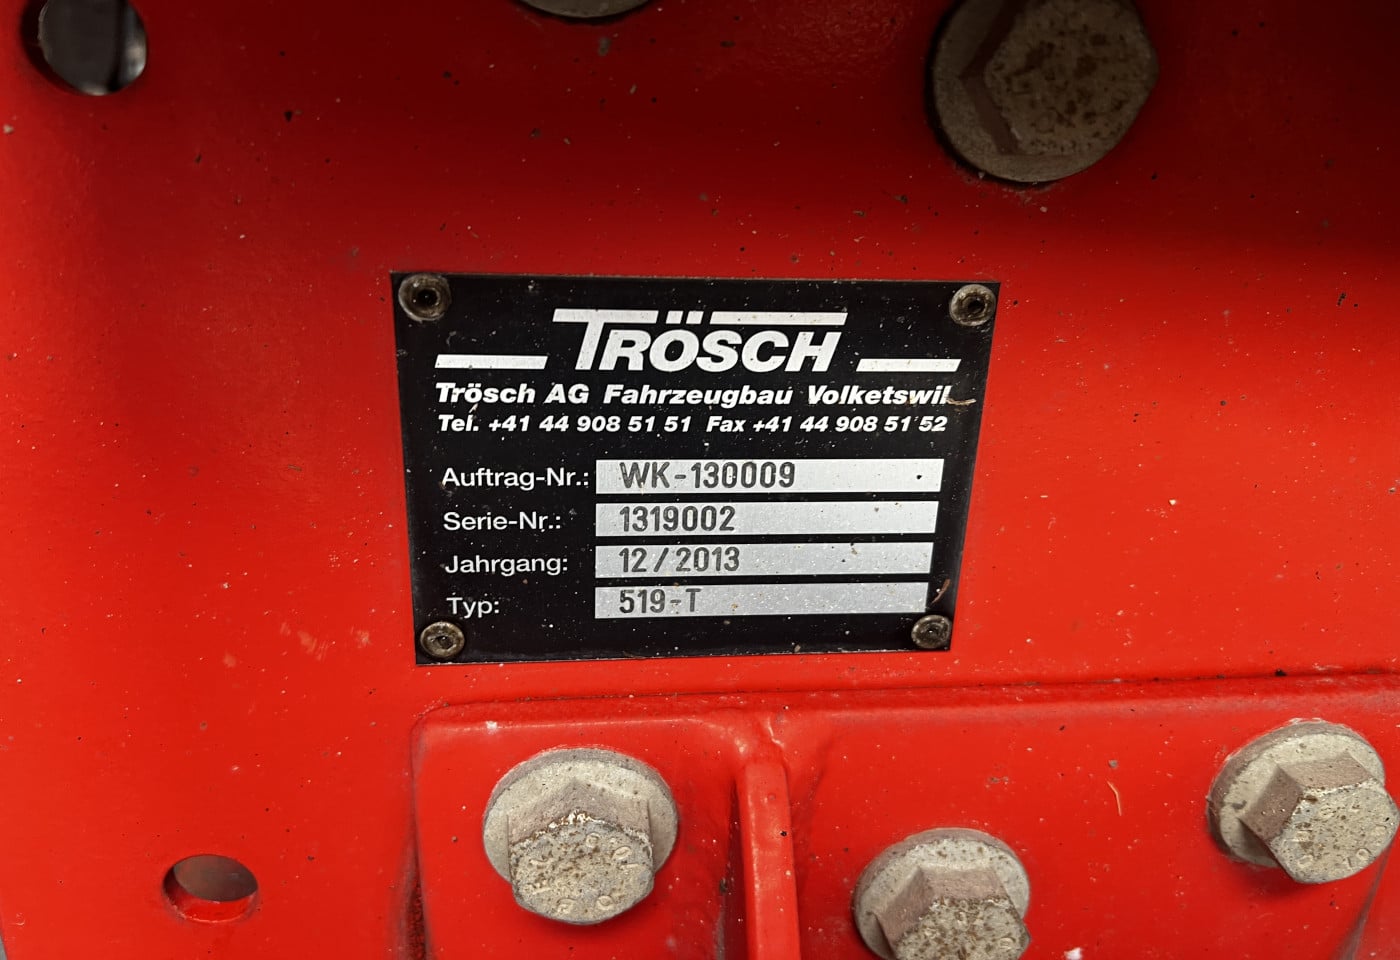 TRÖSCH
Trösch AG Fahrzeugbau Volketswil
Tel. +41 44 908 51 51 Fax +41 44 908 51 52
Auftrag-Nr.: WK-130009
Serie-Nr.: 1319002
Jahrgang: 12/2013
Typ: 519-T